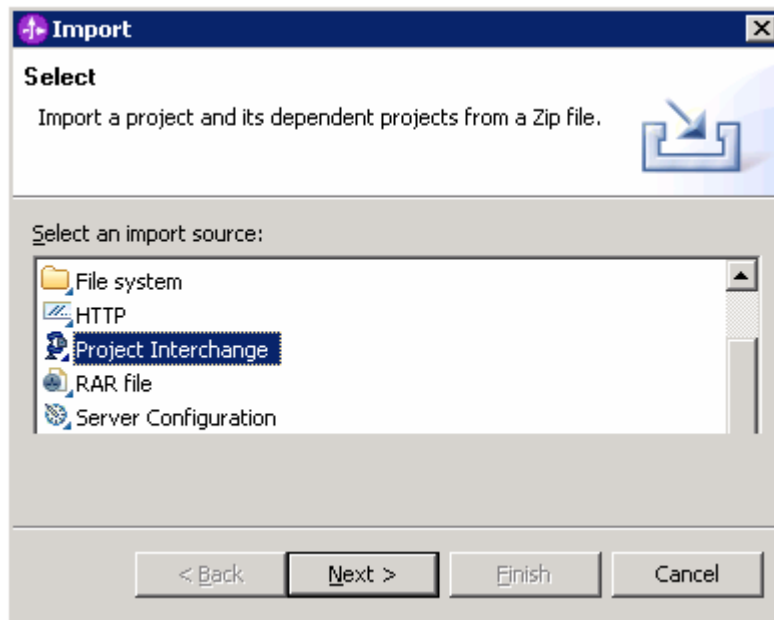 Import
Select
Import a project and its dependent projects from a Zip file.
Select an import source:
File system
HTTP
Project Interchange
RAR file
Server Configuration
< Back Next > Finish Cancel